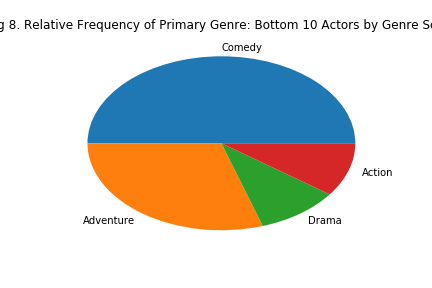 g 8. Relative Frequency of Primary Genre: Bottom 10 Actors by Genre Sc
Comedy
Action
Adventure
Drama